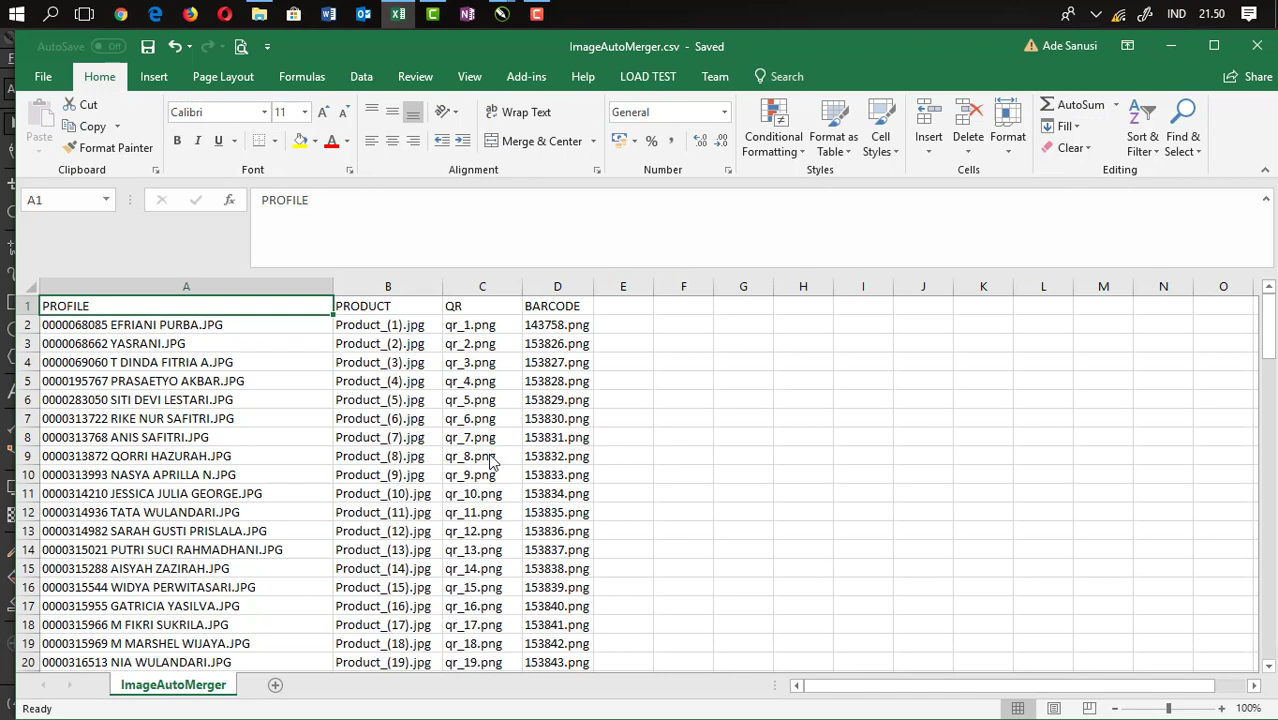 IND 21.50
AutoSave Off ImageAutoMerger.csv - Saved Ade Sanusi
File Home Insert Page Layout Formulas Data Review View Add-ins Help LOAD TEST Team Search Share
Paste Cut Copy Format Painter
Clipboard
Calibri 11
B I U
Font
Wrap Text
Merge & Center
Alignment
General
Number
Conditional Formatting Format as Table Cell Styles
Styles
Insert Delete Format
Cells
AutoSum Fill Clear Sort & Filter Find & Select
Editing
A1 fx PROFILE
A B C D E F G H I J K L M N O
1 PROFILE PRODUCT QR BARCODE
2 0000068085 EFRIANI PURBA.JPG Product_(1).jpg qr_1.png 143758.png
3 0000068662 YASRANI.JPG Product_(2).jpg qr_2.png 153826.png
4 0000069060 T DINDA FITRIA A.JPG Product_(3).jpg qr_3.png 153827.png
5 0000195767 PRASAETYO AKBAR.JPG Product_(4).jpg qr_4.png 153828.png
6 0000283050 SITI DEVI LESTARI.JPG Product_(5).jpg qr_5.png 153829.png
7 0000313722 RIKE NUR SAFITRI.JPG Product_(6).jpg qr_6.png 153830.png
8 0000313768 ANIS SAFITRI.JPG Product_(7).jpg qr_7.png 153831.png
9 0000313872 QORRI HAZURAH.JPG Product_(8).jpg qr_8.png 153832.png
10 0000313993 NASYA APRILLA N.JPG Product_(9).jpg qr_9.png 153833.png
11 0000314210 JESSICA JULIA GEORGE.JPG Product_(10).jpg qr_10.png 153834.png
12 0000314936 TATA WULANDARI.JPG Product_(11).jpg qr_11.png 153835.png
13 0000314982 SARAH GUSTI PRISLALA.JPG Product_(12).jpg qr_12.png 153836.png
14 0000315021 PUTRI SUCI RAHMADHANI.JPG Product_(13).jpg qr_13.png 153837.png
15 0000315288 AISYAH ZAZIRAH.JPG Product_(14).jpg qr_14.png 153838.png
16 0000315544 WIDYA PERWITASARI.JPG Product_(15).jpg qr_15.png 153839.png
17 0000315955 GATRICIA YASILVA.JPG Product_(16).jpg qr_16.png 153840.png
18 0000315966 M FIKRI SUKRILA.JPG Product_(17).jpg qr_17.png 153841.png
19 0000315969 M MARSHEL WIJAYA.JPG Product_(18).jpg qr_18.png 153842.png
20 0000316513 NIA WULANDARI.JPG Product_(19).jpg qr_19.png 153843.png
ImageAutoMerger
Ready 100%